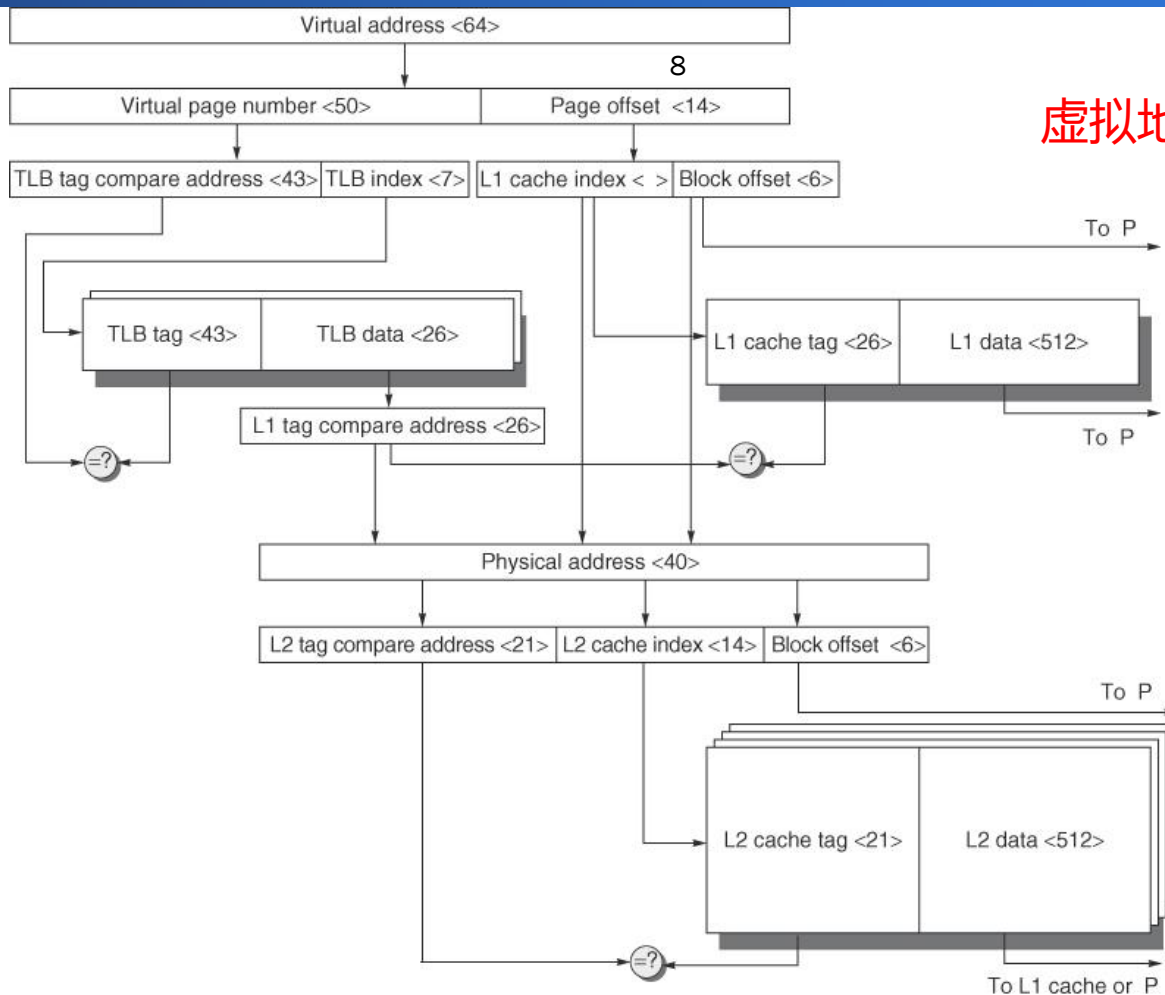 Virtual address <64>
8
Virtual page number <50> Page offset <14>
虚拟地
TLB tag compare address <43> TLB index <7> L1 cache index < > Block offset <6>
To P
TLB tag <43> TLB data <26>
L1 cache tag <26> L1 data <512>
L1 tag compare address <26>
To P
=? =?
Physical address <40>
L2 tag compare address <21> L2 cache index <14> Block offset <6>
To P
L2 cache tag <21> L2 data <512>
=?
To L1 cache or P